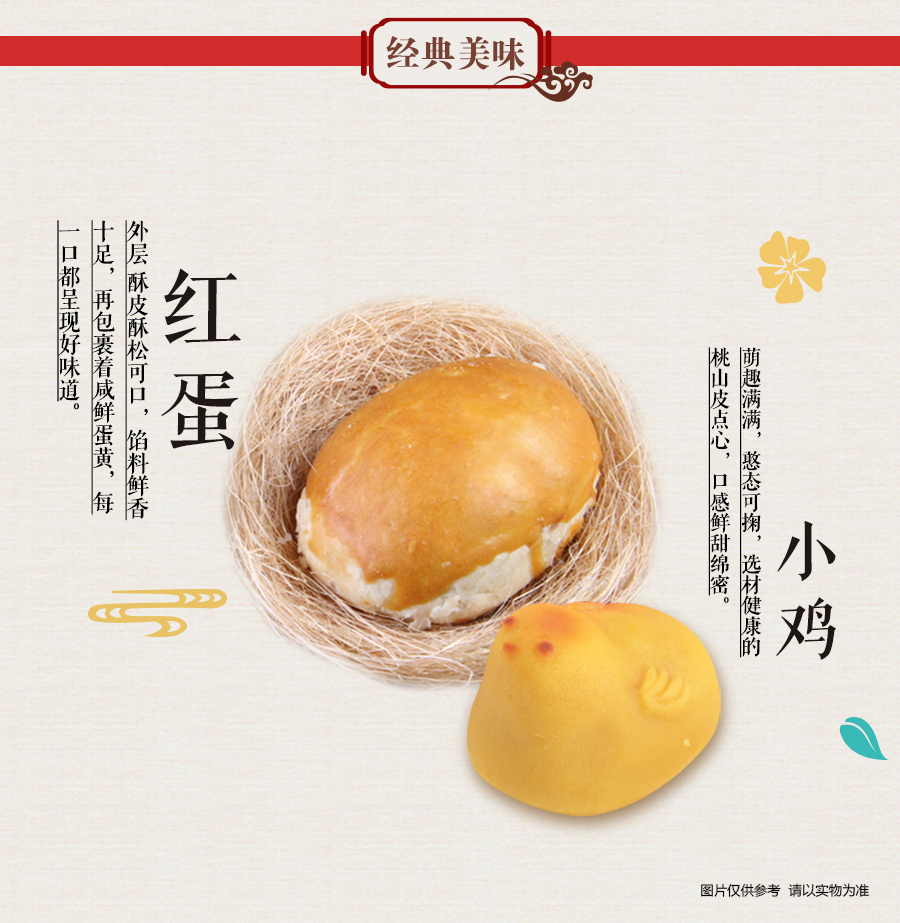 经典美味
红蛋
外层酥皮酥松可口，馅料鲜香
十足，再包裹着咸鲜蛋黄，每
一口都呈现好味道。
小鸡
萌趣满满，憨态可掬，选材健康的
桃山皮点心，口感鲜甜绵密。
图片仅供参考 请以实物为准